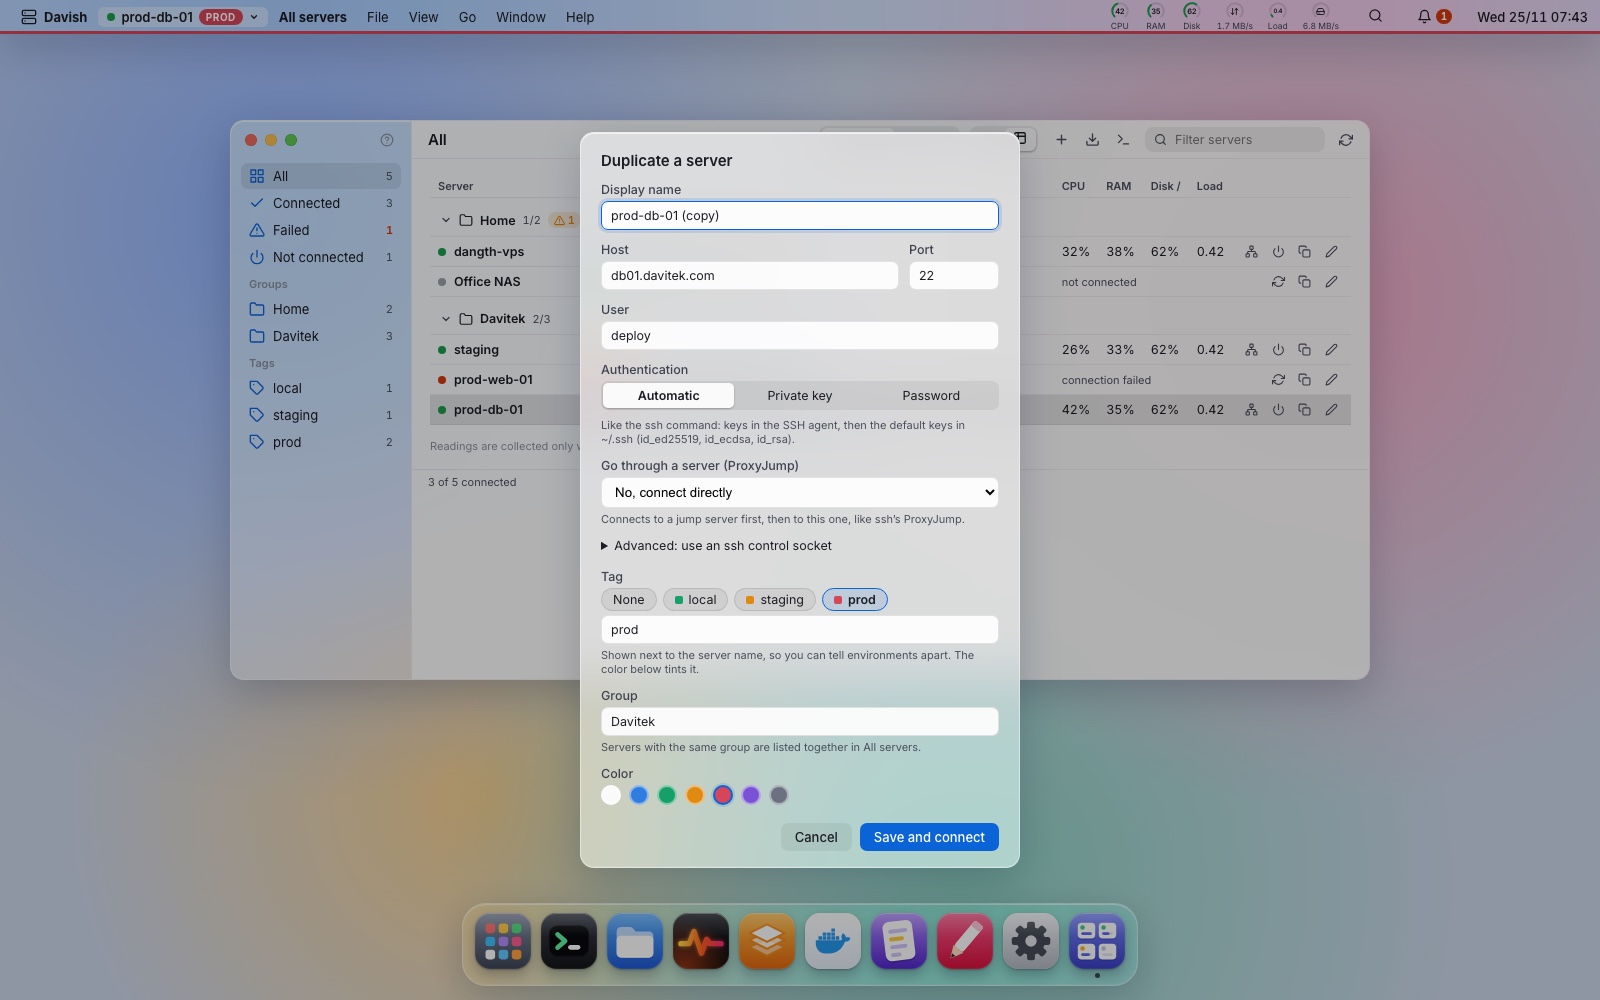 Davish
prod-db-01 PROD
All servers File View Go Window Help
42 35 62 0.4
CPU RAM Disk 1.7 MB/s Load 6.8 MB/s
1
Wed 25/11 07:43
All 5
Connected 3
Failed 1
Not connected 1
Groups
Home 2
Davitek 3
Tags
local 1
staging 1
prod 2
All
Filter servers
Server
CPU RAM Disk / Load
Home 1/2 1
dangth-vps
32% 38% 62% 0.42
Office NAS
not connected
Davitek 2/3
staging
26% 33% 62% 0.42
prod-web-01
connection failed
prod-db-01
42% 35% 62% 0.42
Readings are collected only
3 of 5 connected
Duplicate a server
Display name
prod-db-01 (copy)
Host Port
db01.davitek.com 22
User
deploy
Authentication
Automatic Private key Password
Like the ssh command: keys in the SSH agent, then the default keys in
~/.ssh (id_ed25519, id_ecdsa, id_rsa).
Go through a server (ProxyJump)
No, connect directly
Connects to a jump server first, then to this one, like ssh's ProxyJump.
Advanced: use an ssh control socket
Tag
None local staging prod
prod
Shown next to the server name, so you can tell environments apart. The
color below tints it.
Group
Davitek
Servers with the same group are listed together in All servers.
Color
Cancel Save and connect